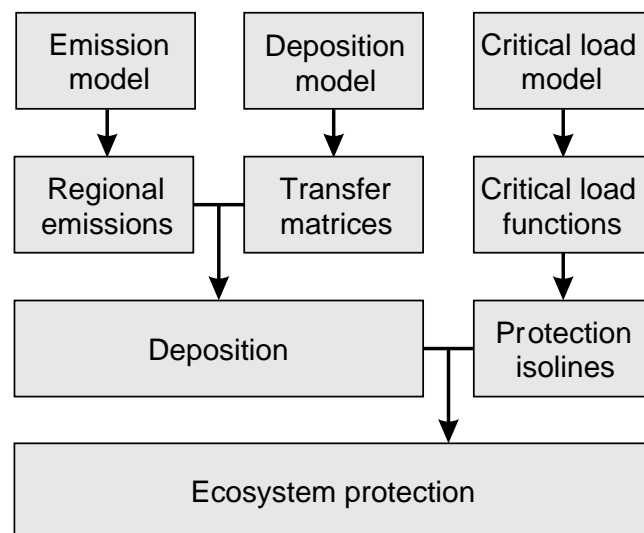 Emission
model
Deposition
model
Critical load
model
Regional
emissions
Transfer
matrices
Critical load
functions
Deposition
Protection
isolines
Ecosystem protection